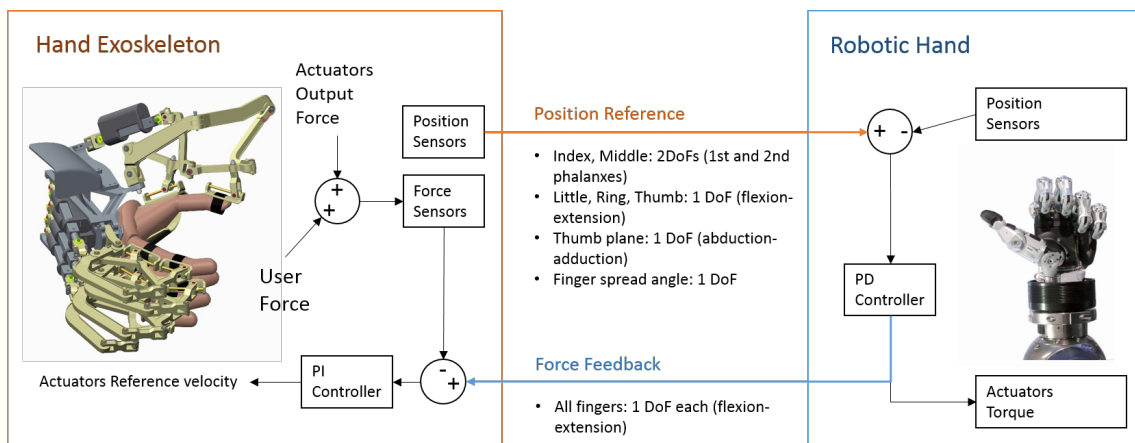 Hand Exoskeleton
Actuators
Output
Force
Position
Sensors
+
+
Force
Sensors
User
Force
Actuators Reference velocity
PI
Controller
-
+
Position Reference
• Index, Middle: 2DoFs (1st and 2nd
phalanxes)
• Little, Ring, Thumb: 1 DoF (flexion-
extension)
• Thumb plane: 1 DoF (abduction-
adduction)
• Finger spread angle: 1 DoF
Force Feedback
• All fingers: 1 DoF each (flexion-
extension)
Robotic Hand
+ -
Position
Sensors
PD
Controller
Actuators
Torque